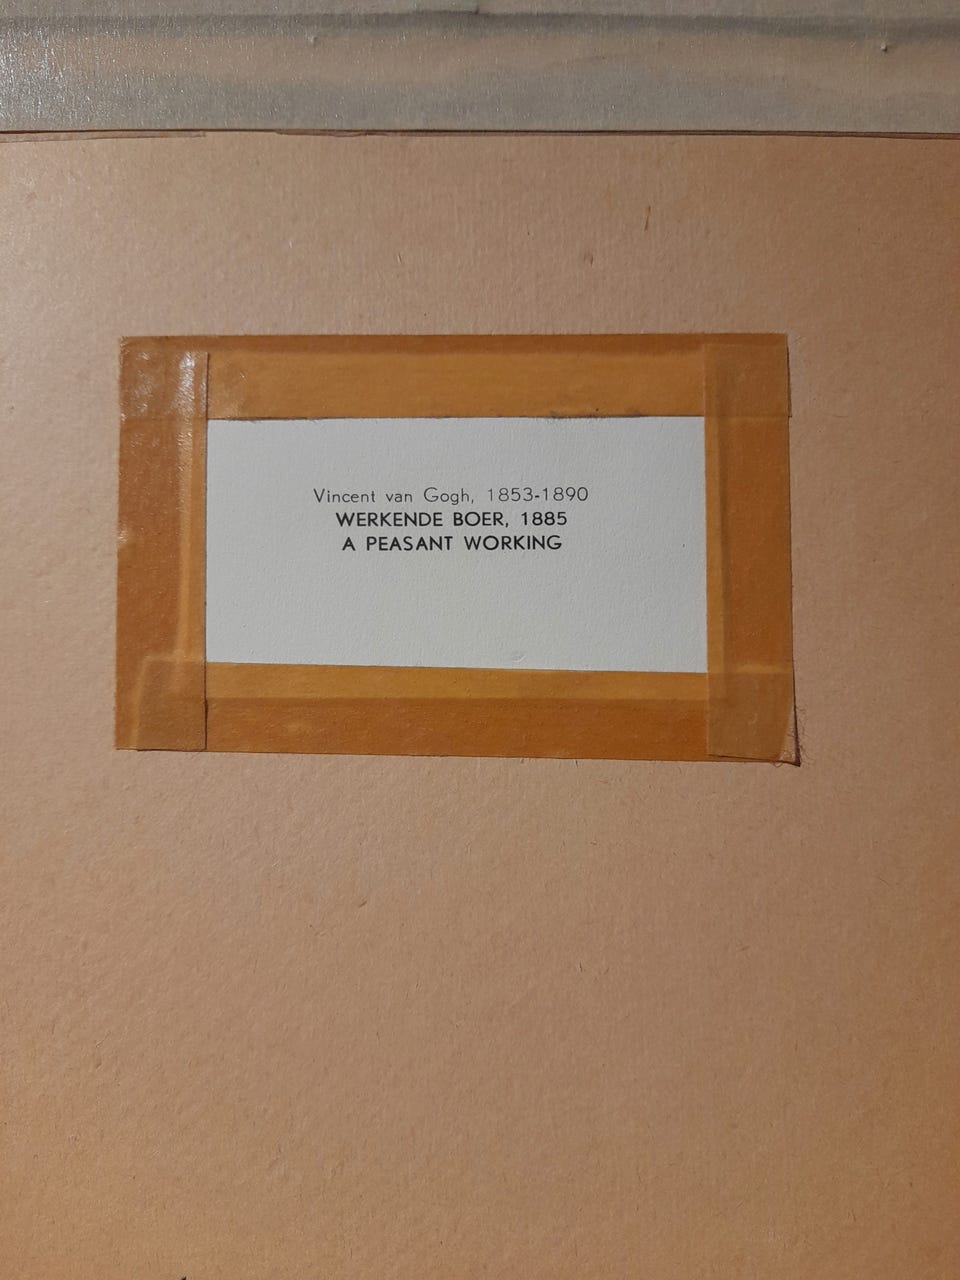 Vincent van Gogh, 1853-1890
WERKENDE BOER, 1885
A PEASANT WORKING